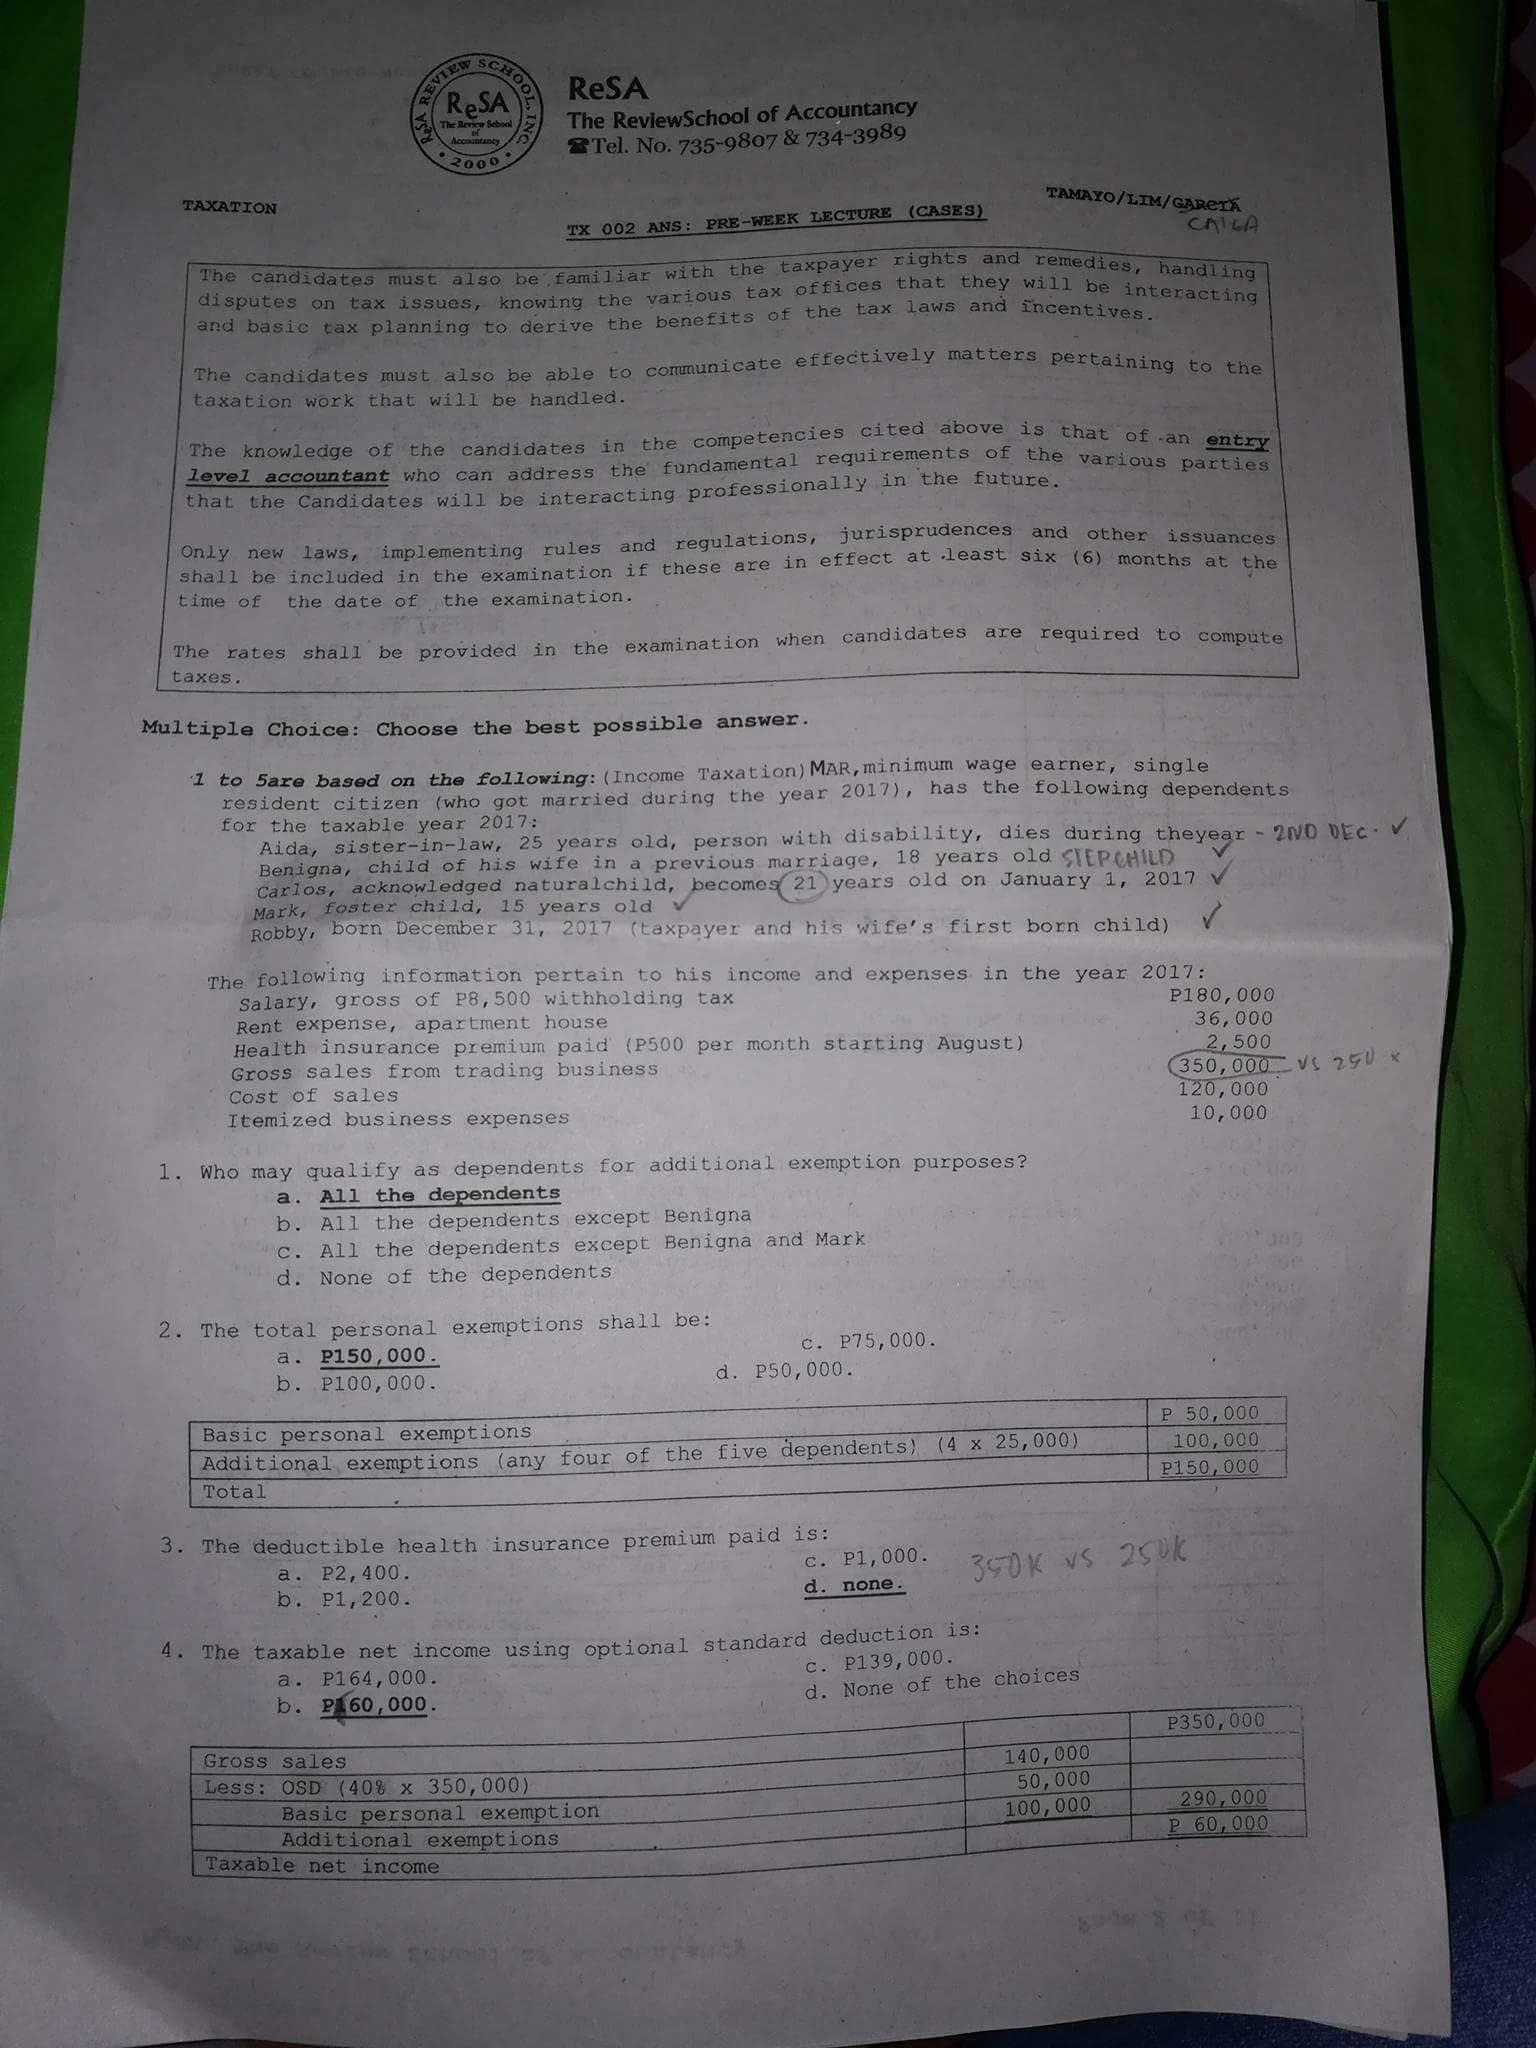 ReSA REVIEW SCHOOL, INC.
ReSA
The Review School
of
Accountancy
• 2000 •
ReSA
The ReviewSchool of Accountancy
☎Tel. No. 735-9807 & 734-3989
TAXATION
TAMAYO/LIM/GARCIA
CAIGA
TX 002 ANS: PRE-WEEK LECTURE (CASES)
The candidates must also be familiar with the taxpayer rights and remedies, handling
disputes on tax issues, knowing the various tax offices that they will be interacting
and basic tax planning to derive the benefits of the tax laws and incentives.
The candidates must also be able to communicate effectively matters pertaining to the
taxation work that will be handled.
The knowledge of the candidates in the competencies cited above is that of an entry
level accountant who can address the fundamental requirements of the various parties
that the Candidates will be interacting professionally in the future.
Only new laws, implementing rules and regulations, jurisprudences and other issuances
shall be included in the examination if these are in effect at least six (6) months at the
time of the date of the examination.
The rates shall be provided in the examination when candidates are required to compute
taxes.
Multiple Choice: Choose the best possible answer.
1 to 5are based on the following: (Income Taxation) MAR, minimum wage earner, single
resident citizen (who got married during the year 2017), has the following dependents
for the taxable year 2017:
Aida, sister-in-law, 25 years old, person with disability, dies during theyear - 2ND DEC. ✓
Benigna, child of his wife in a previous marriage, 18 years old STEPCHILD ✓
Carlos, acknowledged naturalchild, becomes 21 years old on January 1, 2017 ✓
Mark, foster child, 15 years old ✓
Robby, born December 31, 2017 (taxpayer and his wife's first born child) ✓
The following information pertain to his income and expenses in the year 2017:
Salary, gross of P8,500 withholding tax P180,000
Rent expense, apartment house 36,000
Health insurance premium paid (P500 per month starting August) 2,500
Gross sales from trading business 350,000 VS 250 x
Cost of sales 120,000
Itemized business expenses 10,000
1. Who may qualify as dependents for additional exemption purposes?
a. All the dependents
b. All the dependents except Benigna
c. All the dependents except Benigna and Mark
d. None of the dependents
2. The total personal exemptions shall be:
a. P150,000. c. P75,000.
b. P100,000. d. P50,000.
Basic personal exemptions P 50,000
Additional exemptions (any four of the five dependents) (4 x 25,000) 100,000
Total P150,000
3. The deductible health insurance premium paid is:
a. P2,400. c. P1,000. 350K VS 250K
b. P1,200. d. none.
4. The taxable net income using optional standard deduction is:
a. P164,000. c. P139,000.
b. P160,000. d. None of the choices
Gross sales P350,000
Less: OSD (40% x 350,000) 140,000
Basic personal exemption 50,000
Additional exemptions 100,000 290,000
Taxable net income P 60,000